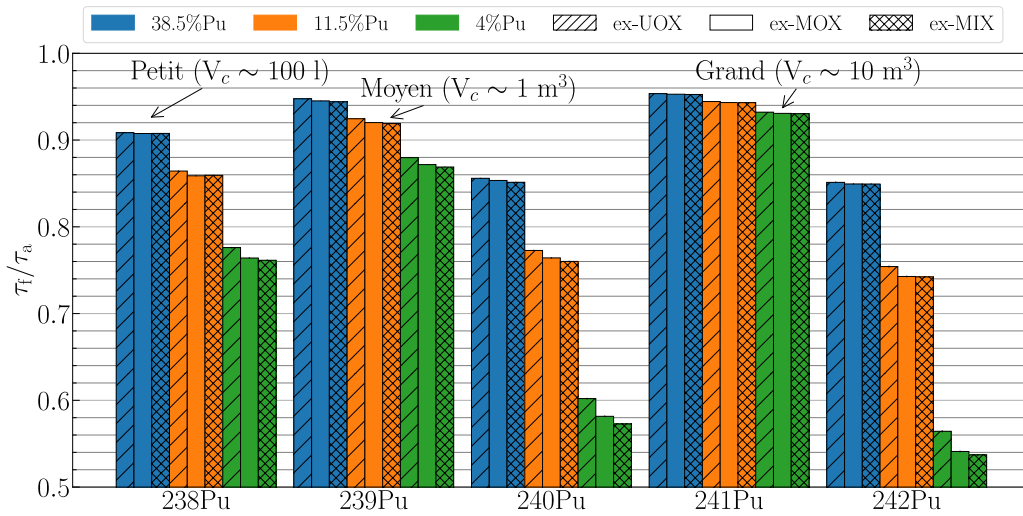 38.5%Pu 11.5%Pu 4%Pu ex-UOX ex-MOX ex-MIX
1.0
Petit (V_c ∼ 100 l)
Moyen (V_c ∼ 1 m³)
Grand (V_c ∼ 10 m³)
0.9
0.8
τ_f/τ_a
0.7
0.6
0.5
238Pu 239Pu 240Pu 241Pu 242Pu